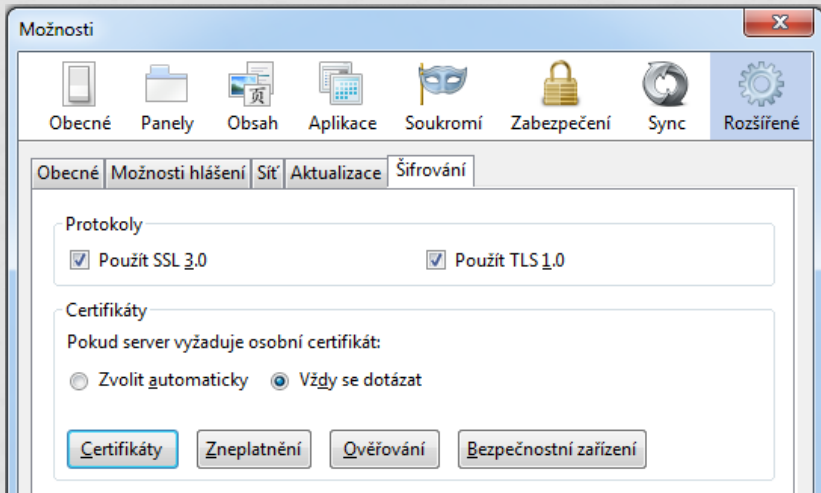 Možnosti
Obecné Panely Obsah Aplikace Soukromí Zabezpečení Sync Rozšířené
Obecné Možnosti hlášení Síť Aktualizace Šifrování
Protokoly
Použít SSL 3.0 Použít TLS 1.0
Certifikáty
Pokud server vyžaduje osobní certifikát:
Zvolit automaticky Vždy se dotázat
Certifikáty Zneplatnění Ověřování Bezpečnostní zařízení